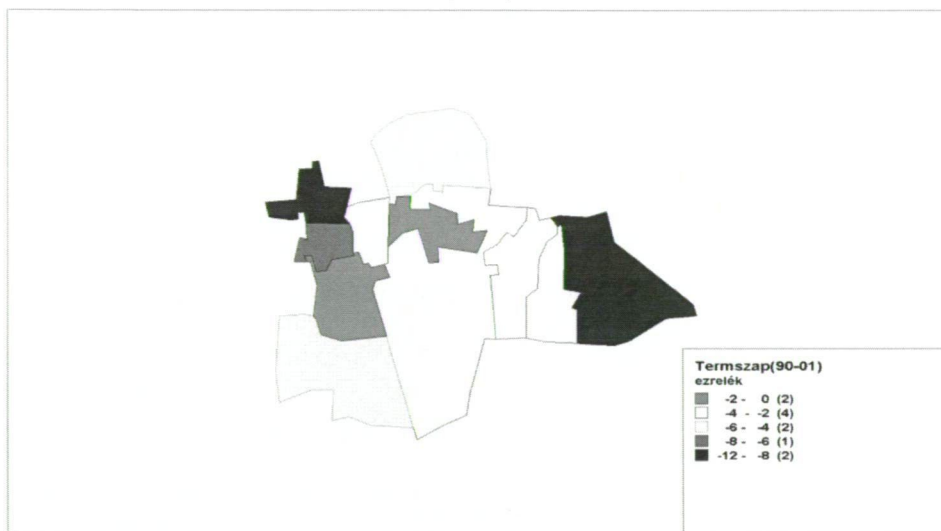 Termszap(90-01)
ezrelék
-2 - 0 (2)
-4 - -2 (4)
-6 - -4 (2)
-8 - -6 (1)
-12 - -8 (2)